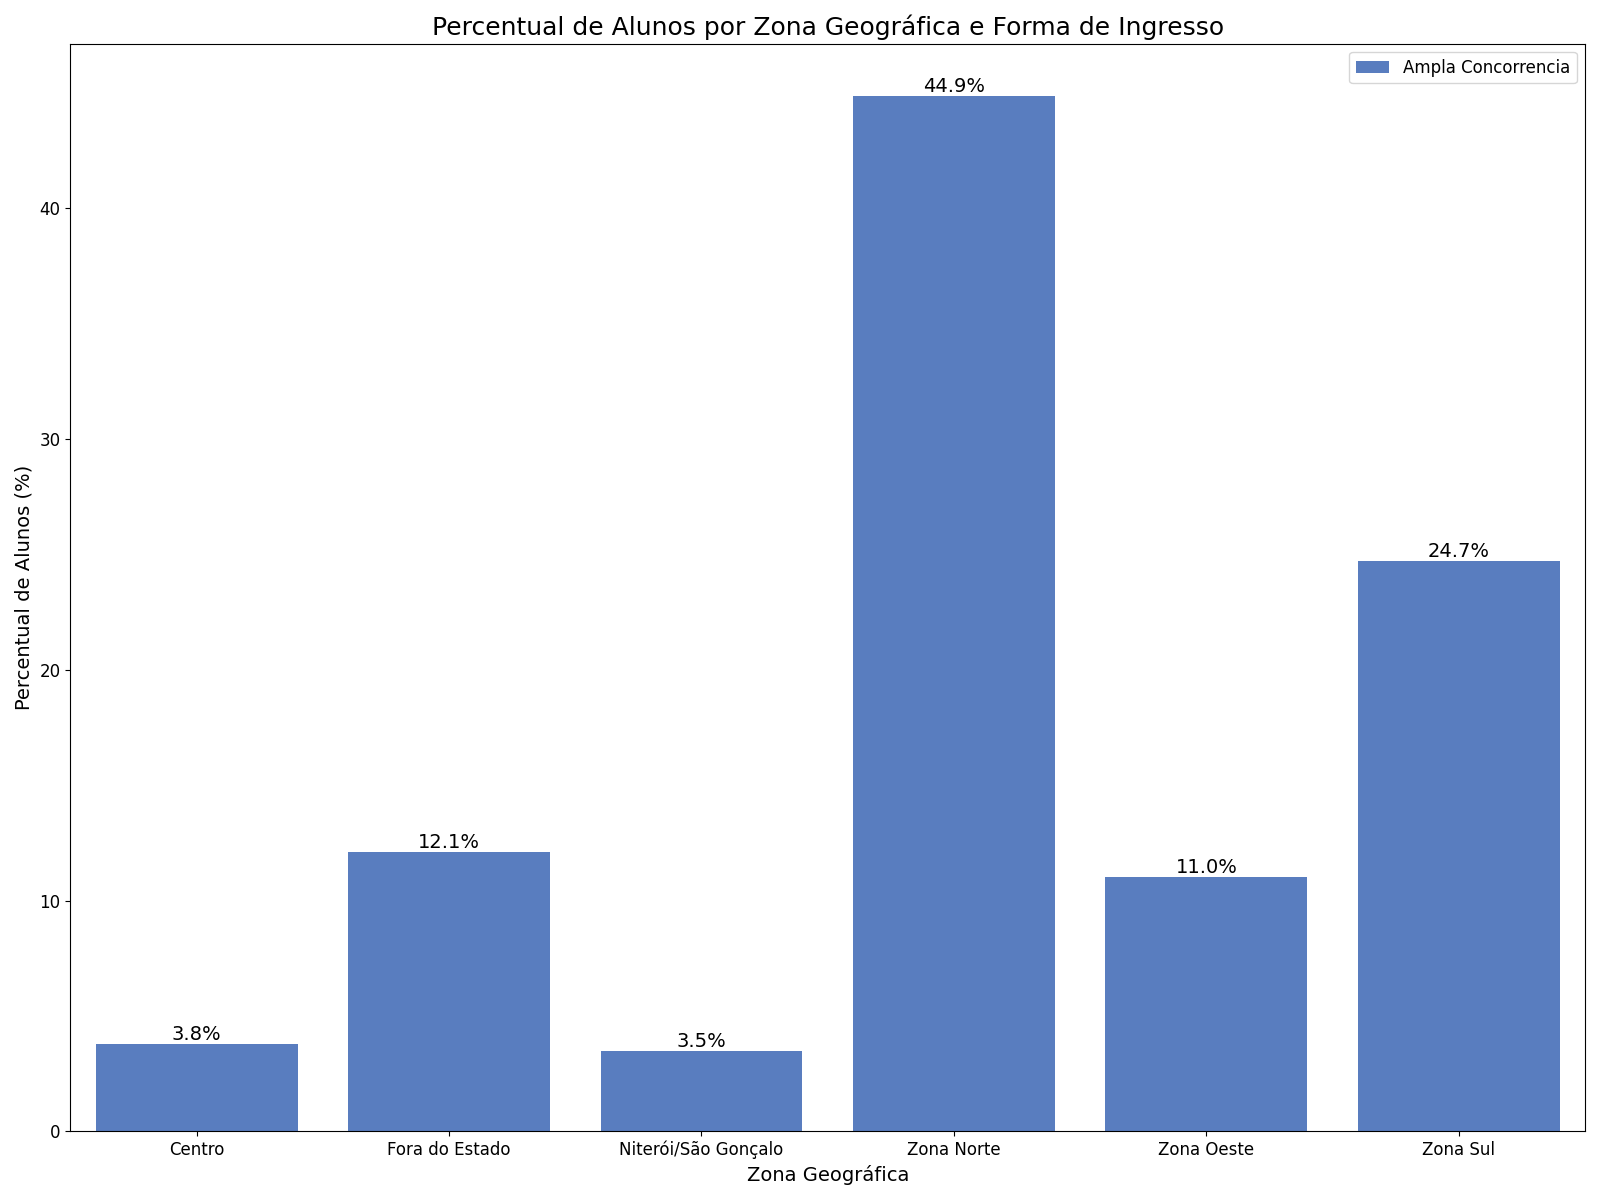 Percentual de Alunos por Zona Geográfica e Forma de Ingresso
Ampla Concorrencia
44.9%
40
30
24.7%
20
12.1%
11.0%
10
3.8%
3.5%
0
Percentual de Alunos (%)
Centro
Fora do Estado
Niterói/São Gonçalo
Zona Norte
Zona Oeste
Zona Sul
Zona Geográfica